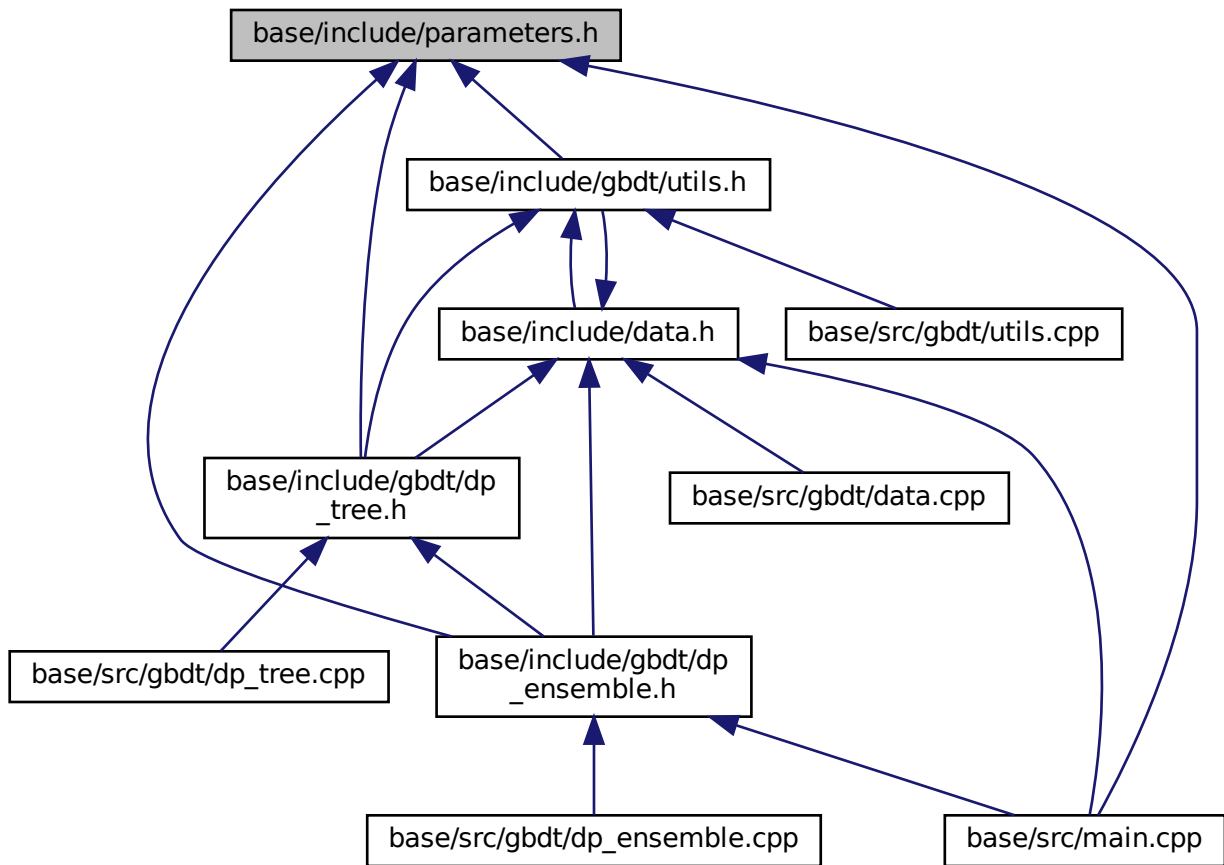 base/include/parameters.h
base/include/gbdt/utils.h
base/include/data.h
base/src/gbdt/utils.cpp
base/include/gbdt/dp
_tree.h
base/src/gbdt/data.cpp
base/src/gbdt/dp_tree.cpp
base/include/gbdt/dp
_ensemble.h
base/src/gbdt/dp_ensemble.cpp
base/src/main.cpp